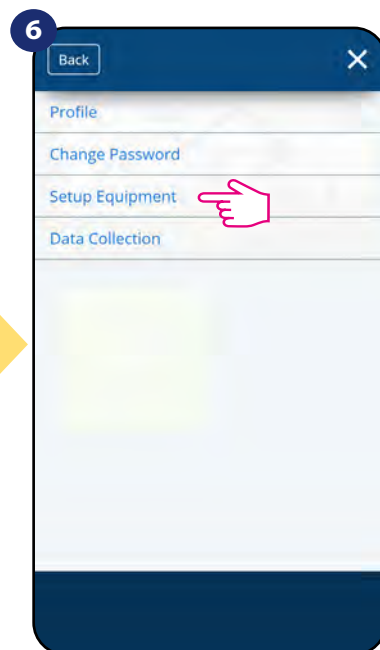 6
Back
Profile
Change Password
Setup Equipment
Data Collection